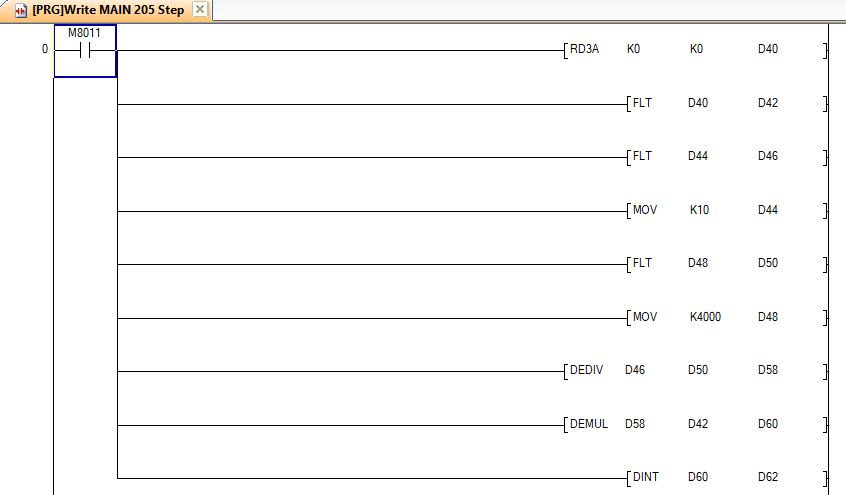 [PRG]Write MAIN 205 Step
M8011
0 RD3A K0 K0 D40
FLT D40 D42
FLT D44 D46
MOV K10 D44
FLT D48 D50
MOV K4000 D48
DEDIV D46 D50 D58
DEMUL D58 D42 D60
DINT D60 D62